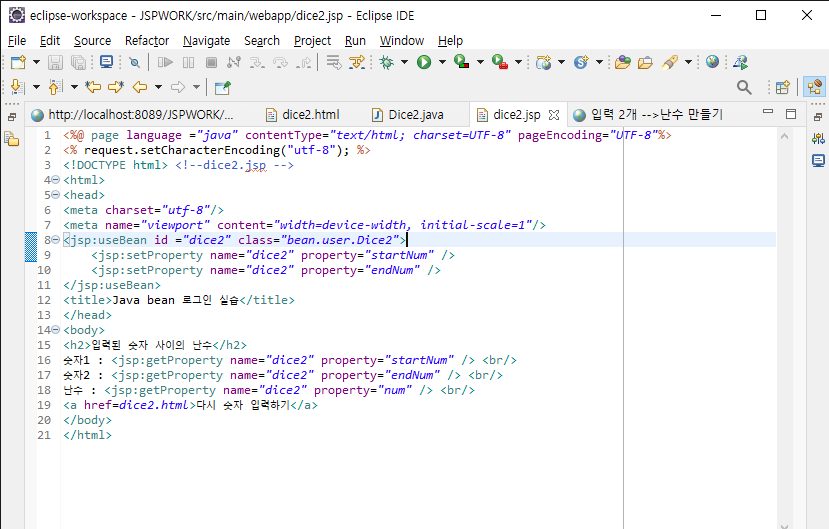 eclipse-workspace - JSPWORK/src/main/webapp/dice2.jsp - Eclipse IDE
File Edit Source Refactor Navigate Search Project Run Window Help
http://localhost:8089/JSPWORK/... dice2.html Dice2.java dice2.jsp 입력 2개 -->난수 만들기
1 <%@ page language ="java" contentType="text/html; charset=UTF-8" pageEncoding="UTF-8"%>
2 <% request.setCharacterEncoding("utf-8"); %>
3 <!DOCTYPE html> <!--dice2.jsp -->
4 <html>
5 <head>
6 <meta charset="utf-8"/>
7 <meta name="viewport" content="width=device-width, initial-scale=1"/>
8 <jsp:useBean id ="dice2" class="bean.user.Dice2">
9 <jsp:setProperty name="dice2" property="startNum" />
10 <jsp:setProperty name="dice2" property="endNum" />
11 </jsp:useBean>
12 <title>Java bean 로그인 실습</title>
13 </head>
14 <body>
15 <h2>입력된 숫자 사이의 난수</h2>
16 숫자1 : <jsp:getProperty name="dice2" property="startNum" /> <br/>
17 숫자2 : <jsp:getProperty name="dice2" property="endNum" /> <br/>
18 난수 : <jsp:getProperty name="dice2" property="num" /> <br/>
19 <a href=dice2.html>다시 숫자 입력하기</a>
20 </body>
21 </html>